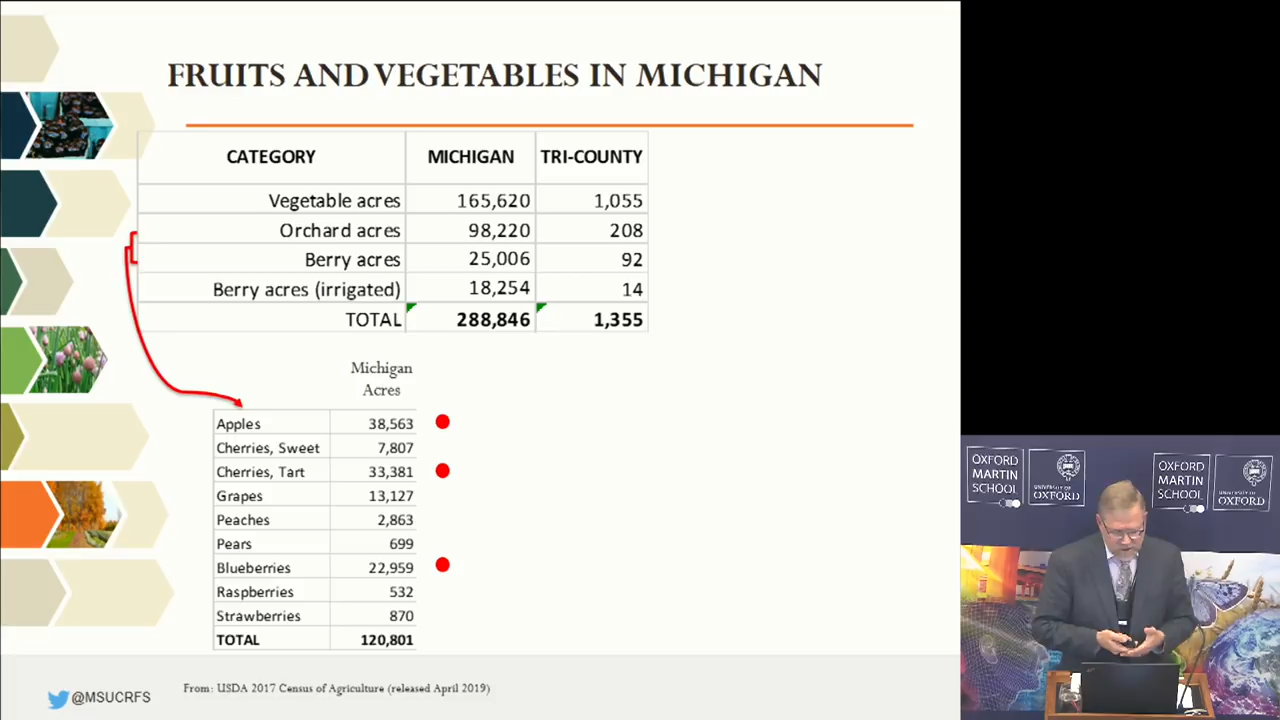 FRUITS AND VEGETABLES IN MICHIGAN
CATEGORY MICHIGAN TRI-COUNTY
Vegetable acres 165,620 1,055
Orchard acres 98,220 208
Berry acres 25,006 92
Berry acres (irrigated) 18,254 14
TOTAL 288,846 1,355
Michigan
Acres
Apples 38,563
Cherries, Sweet 7,807
Cherries, Tart 33,381
Grapes 13,127
Peaches 2,863
Pears 699
Blueberries 22,959
Raspberries 532
Strawberries 870
TOTAL 120,801
From: USDA 2017 Census of Agriculture (released April 2019)
@MSUCRFS
OXFORD
MARTIN
SCHOOL
UNIVERSITY OF
OXFORD
OXFORD
MARTIN
SCHOOL
UNIVERSITY OF
OXFORD